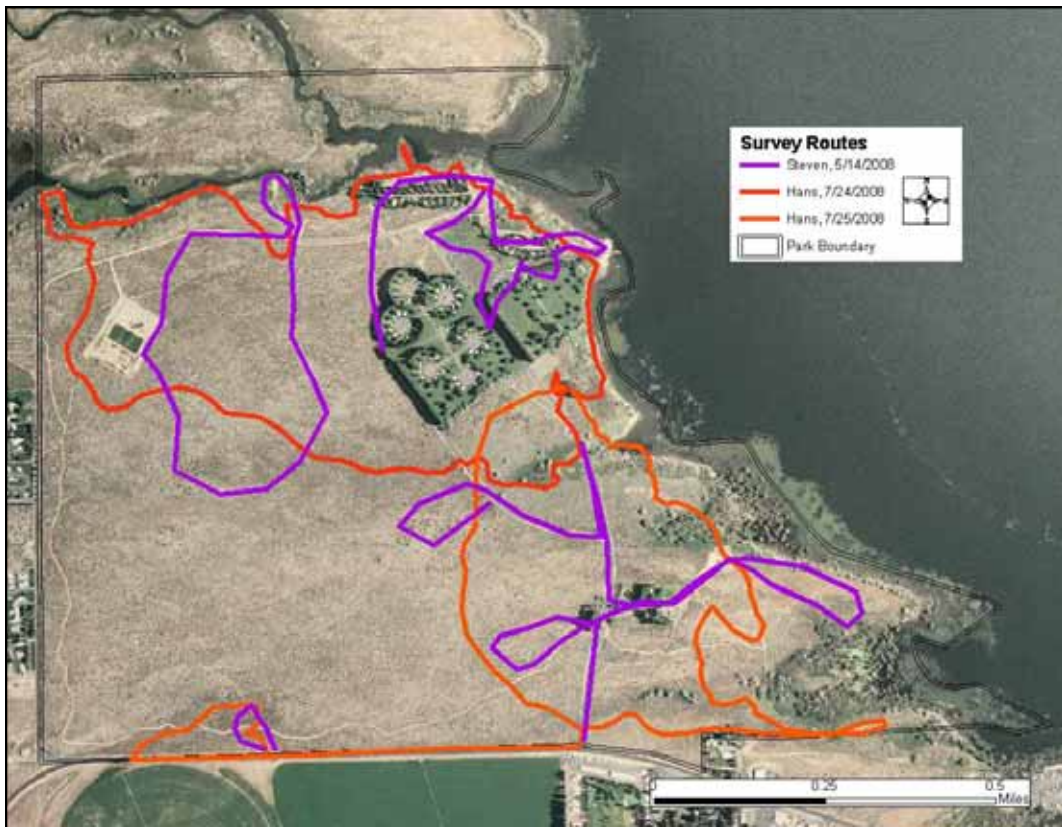 Survey Routes
Steven, 5/14/2008
Hans, 7/24/2008
Hans, 7/25/2008
Park Boundary
0 0.25 0.5
Miles